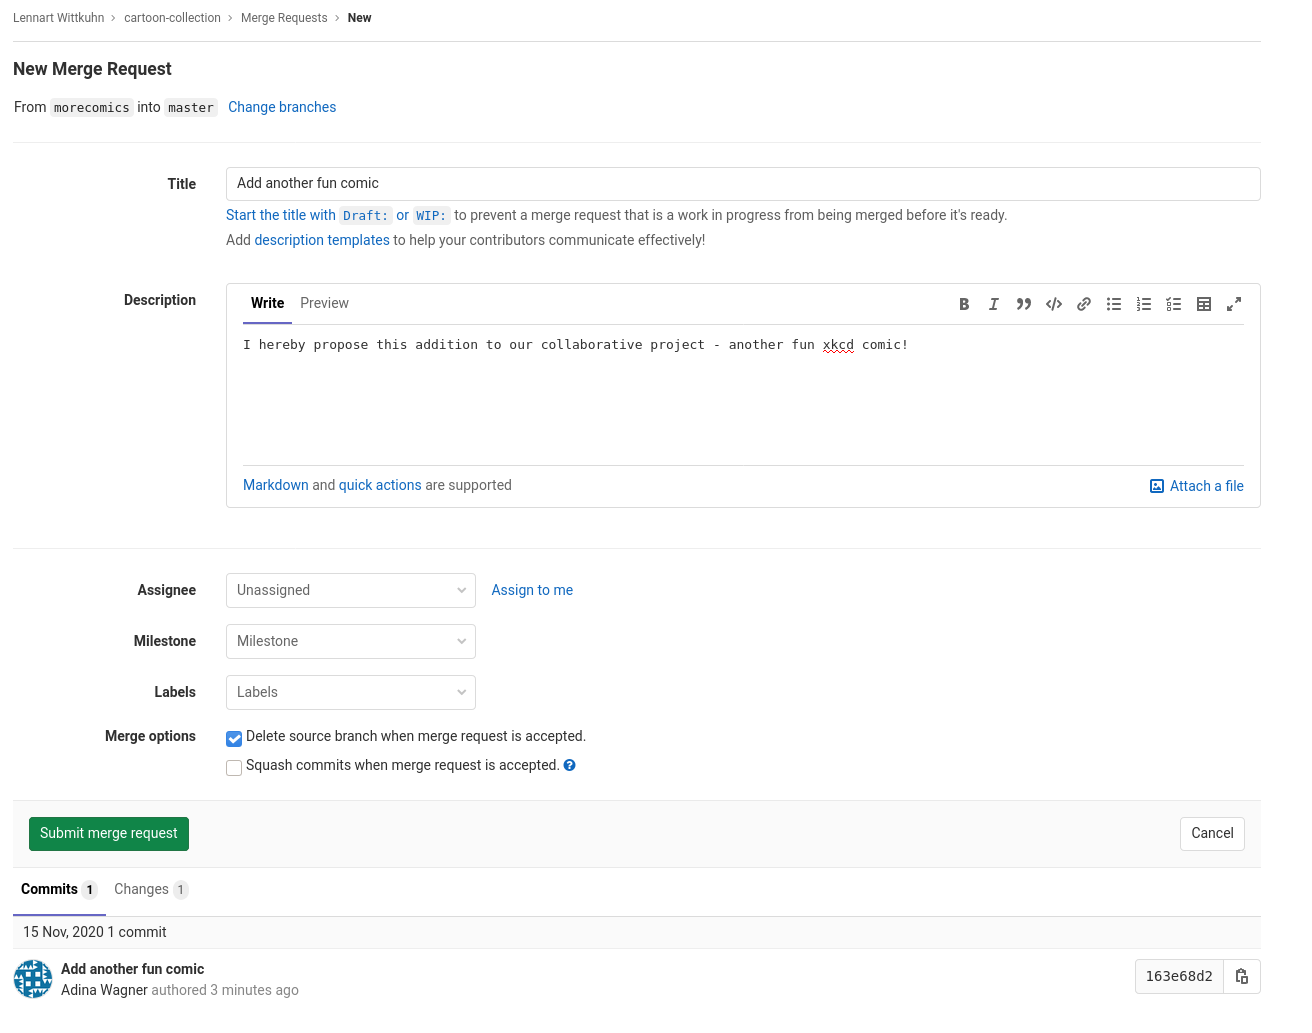 Lennart Wittkuhn > cartoon-collection > Merge Requests > New
New Merge Request
From morecomics into master Change branches
Title
Add another fun comic
Start the title with Draft: or WIP: to prevent a merge request that is a work in progress from being merged before it's ready.
Add description templates to help your contributors communicate effectively!
Description
Write Preview
I hereby propose this addition to our collaborative project - another fun xkcd comic!
Markdown and quick actions are supported
Attach a file
Assignee
Unassigned
Assign to me
Milestone
Milestone
Labels
Labels
Merge options
Delete source branch when merge request is accepted.
Squash commits when merge request is accepted.
Submit merge request
Cancel
Commits 1 Changes 1
15 Nov, 2020 1 commit
Add another fun comic
Adina Wagner authored 3 minutes ago
163e68d2